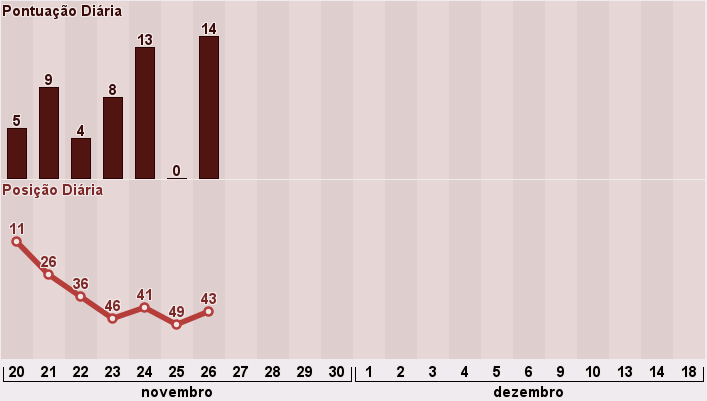 Pontuação Diária
5 9 4 8 13 0 14
Posição Diária
11 26 36 46 41 49 43
20 21 22 23 24 25 26 27 28 29 30 1 2 3 4 5 6 9 10 13 14 18
novembro dezembro